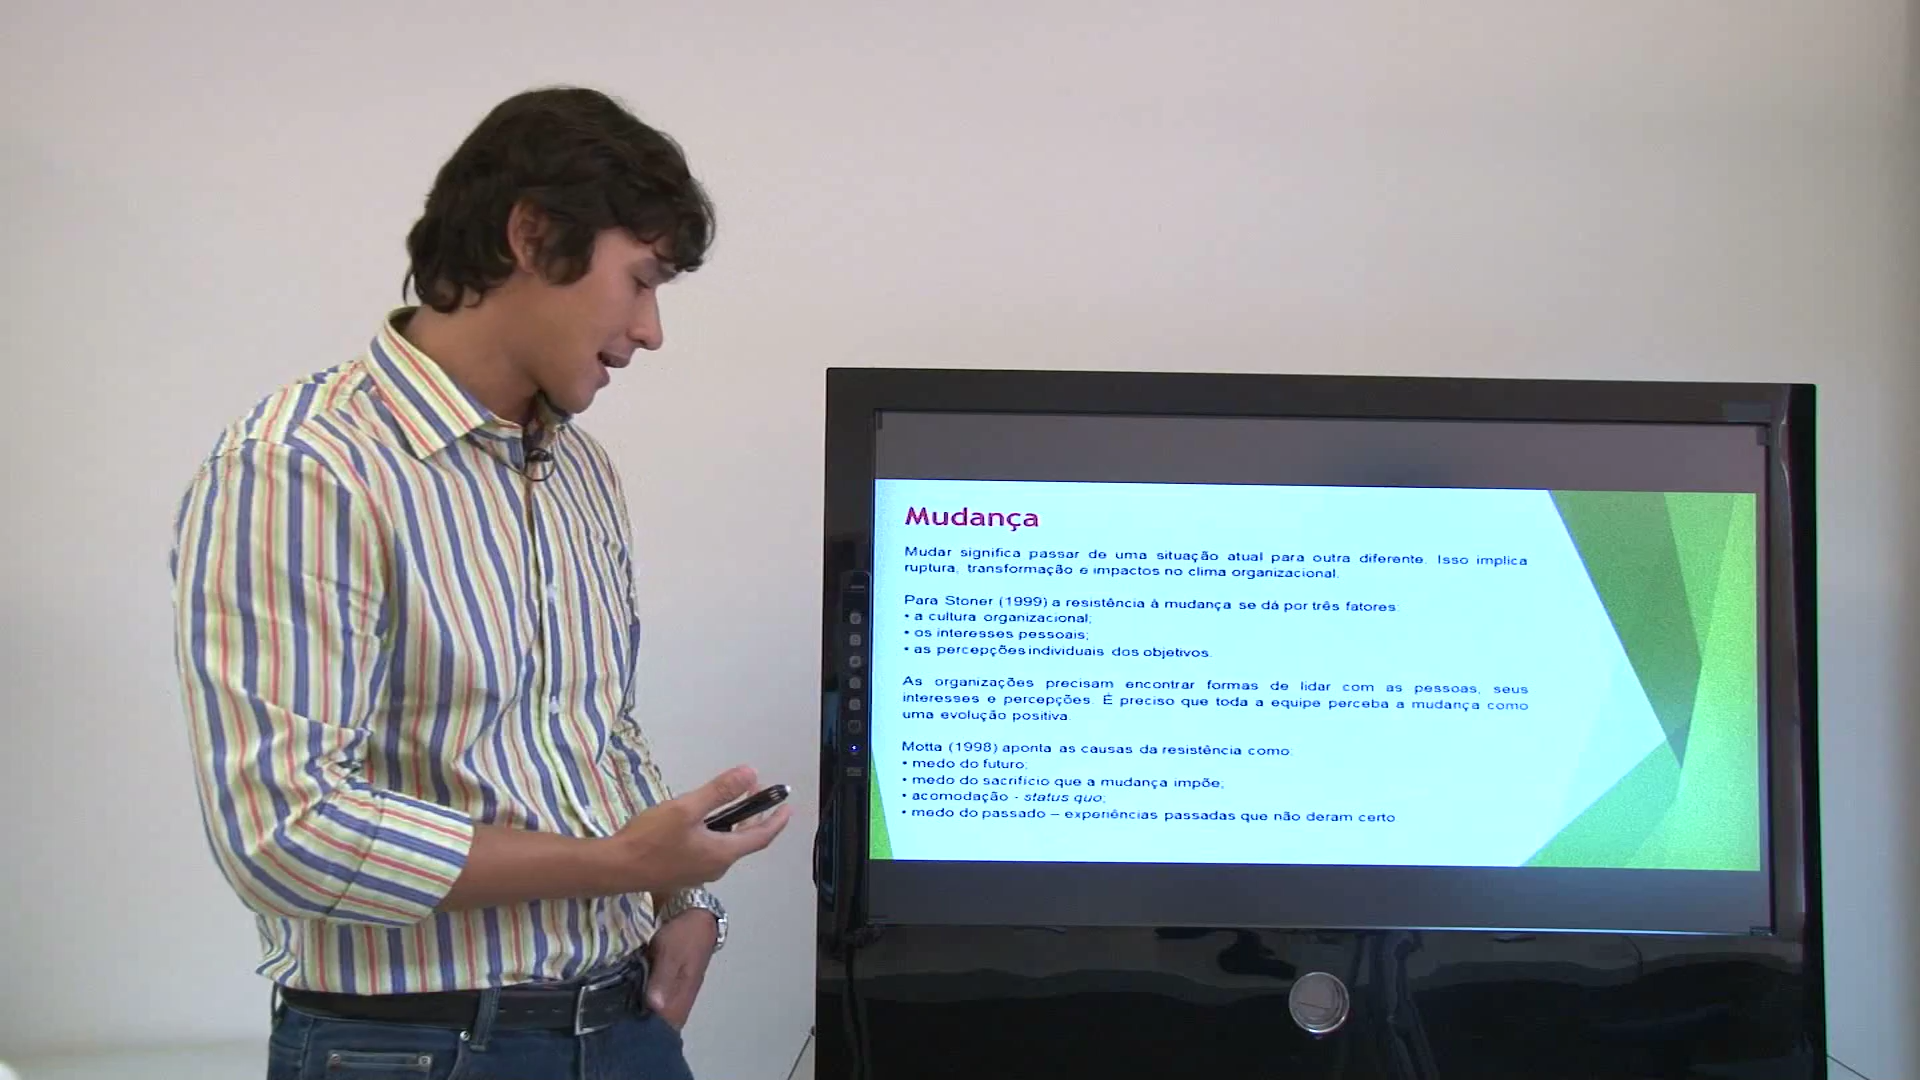 Mudança
Mudar significa passar de uma situação atual para outra diferente. Isso implica
ruptura, transformação e impactos no clima organizacional.
Para Stoner (1999) a resistência à mudança se dá por três fatores:
• a cultura organizacional;
• os interesses pessoais;
• as percepções individuais dos objetivos.
As organizações precisam encontrar formas de lidar com as pessoas, seus
interesses e percepções. É preciso que toda a equipe perceba a mudança como
uma evolução positiva.
Motta (1998) aponta as causas da resistência como:
• medo do futuro;
• medo do sacrifício que a mudança impõe;
• acomodação - status quo;
• medo do passado – experiências passadas que não deram certo